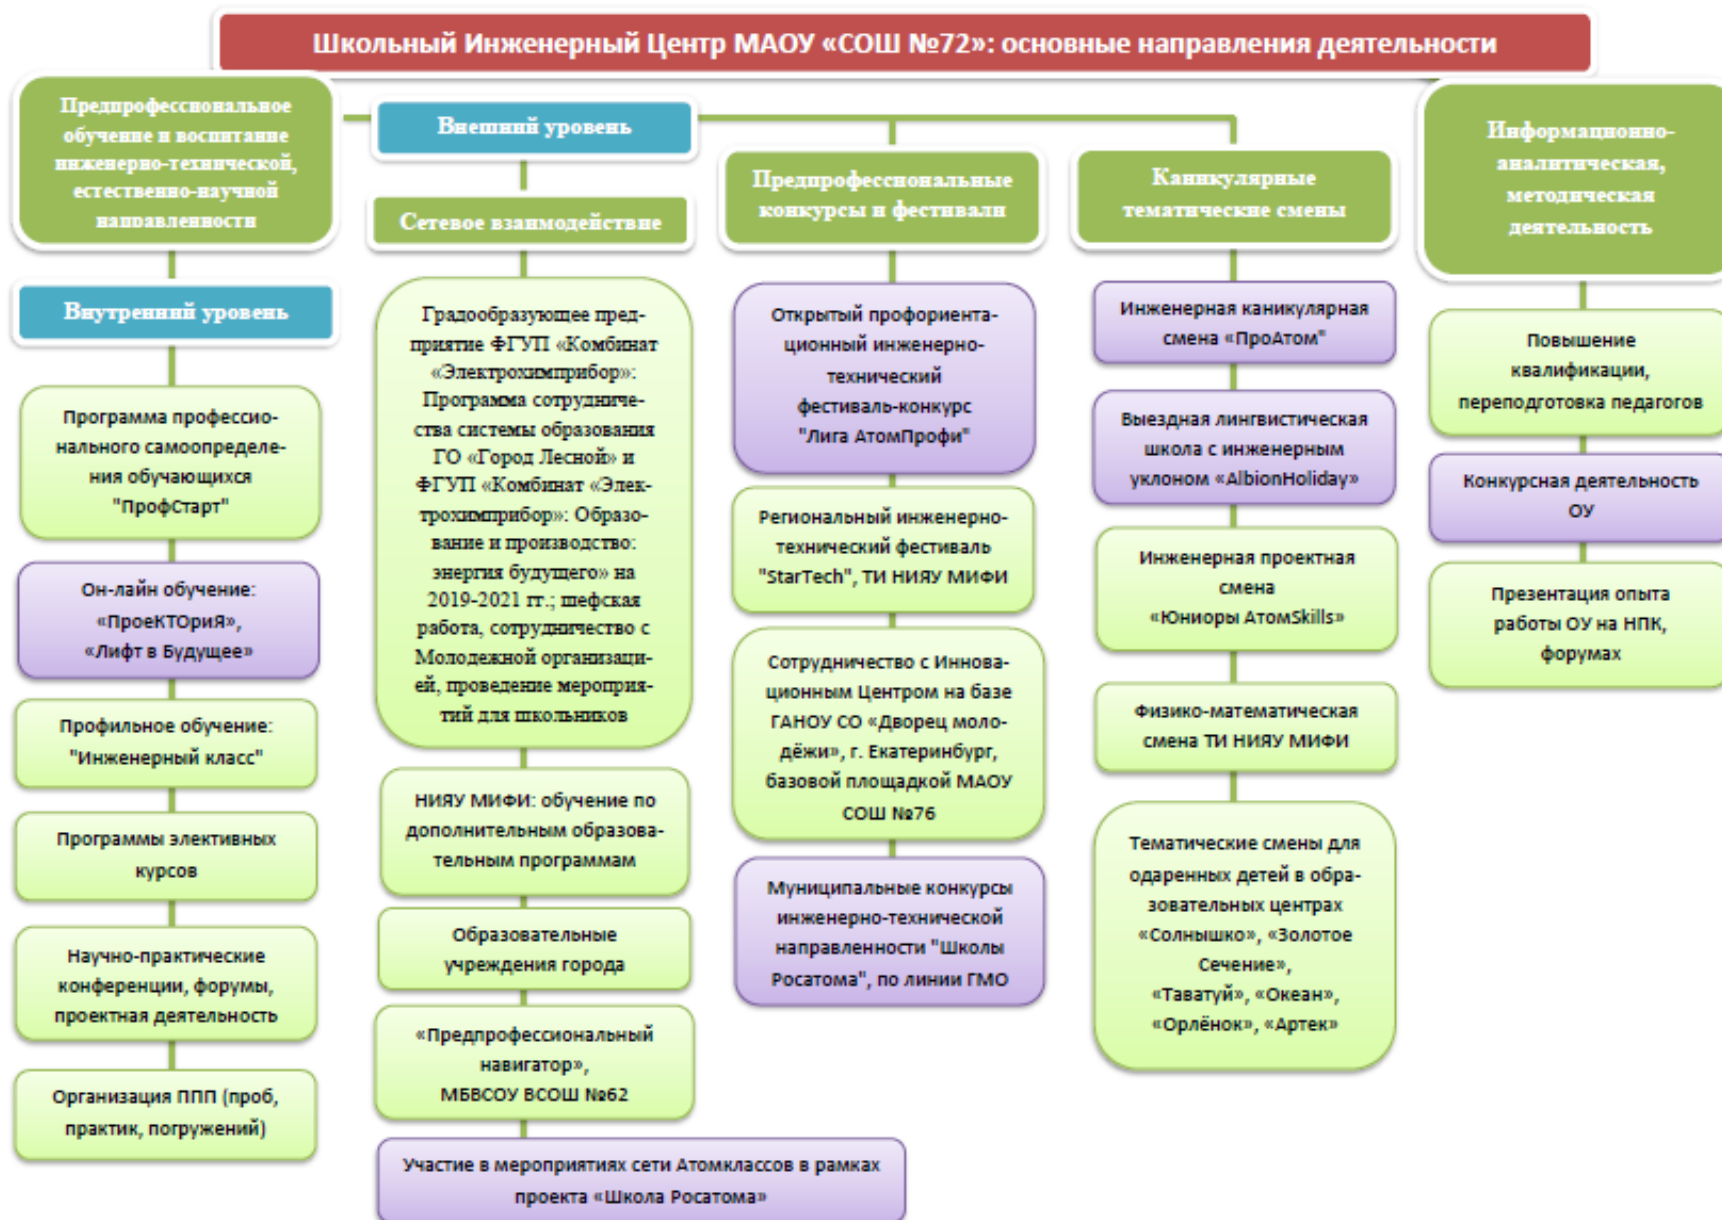 Школьный Инженерный Центр МАОУ «СОШ №72»: основные направления деятельности
Предпрофессиональное
обучение и воспитание
инженерно-технической,
естественно-научной
направленности
Внутренний уровень
Программа профессио-
нального самоопределе-
ния обучающихся
"ПрофСтарт"
Он-лайн обучение:
«ПроеКТОриЯ»,
«Лифт в Будущее»
Профильное обучение:
"Инженерный класс"
Программы элективных
курсов
Научно-практические
конференции, форумы,
проектная деятельность
Организация ППП (проб,
практик, погружений)
Внешний уровень
Сетевое взаимодействие
Градообразующее пред-
приятие ФГУП «Комбинат
«Электрохимприбор»:
Программа сотрудниче-
ства системы образования
ГО «Город Лесной» и
ФГУП «Комбинат «Элек-
трохимприбор»: Образо-
вание и производство:
энергия будущего» на
2019-2021 гг.; шефская
работа, сотрудничество с
Молодежной организаци-
ей, проведение мероприя-
тий для школьников
НИЯУ МИФИ: обучение по
дополнительным образова-
тельным программам
Образовательные
учреждения города
«Предпрофессиональный
навигатор»,
МБВСОУ ВСОШ №62
Участие в мероприятиях сети Атомклассов в рамках
проекта «Школа Росатома»
Предпрофессиональные
конкурсы и фестивали
Открытый профориента-
ционный инженерно-
технический
фестиваль-конкурс
"Лига АтомПрофи"
Региональный инженерно-
технический фестиваль
"StarTech", ТИ НИЯУ МИФИ
Сотрудничество с Иннова-
ционным Центром на базе
ГАНОУ СО «Дворец моло-
дёжи», г. Екатеринбург,
базовой площадкой МАОУ
СОШ №76
Муниципальные конкурсы
инженерно-технической
направленности "Школы
Росатома", по линии ГМО
Каникулярные
тематические смены
Инженерная каникулярная
смена «ПроАтом"
Выездная лингвистическая
школа с инженерным
уклоном «AlbionHoliday»
Инженерная проектная
смена
«Юниоры АтомSkills»
Физико-математическая
смена ТИ НИЯУ МИФИ
Тематические смены для
одаренных детей в обра-
зовательных центрах
«Солнышко», «Золотое
Сечение»,
«Таватуй», «Океан»,
«Орлёнок», «Артек»
Информационно-
аналитическая,
методическая
деятельность
Повышение
квалификации,
переподготовка педагогов
Конкурсная деятельность
ОУ
Презентация опыта
работы ОУ на НПК,
форумах